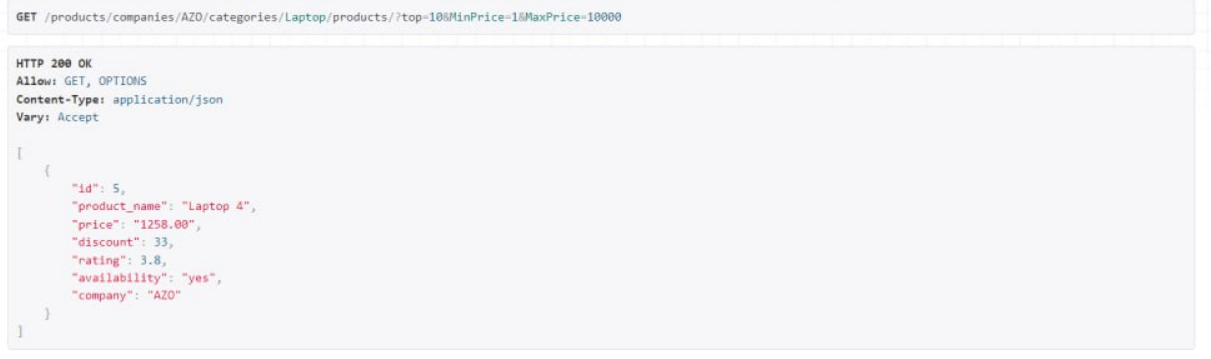 GET /products/companies/AZO/categories/Laptop/products/?top=10&MinPrice=1&MaxPrice=10000
HTTP 200 OK
Allow: GET, OPTIONS
Content-Type: application/json
Vary: Accept
[
{
"id": 5,
"product_name": "Laptop 4",
"price": "1258.00",
"discount": 33,
"rating": 3.8,
"availability": "yes",
"company": "AZO"
}
]